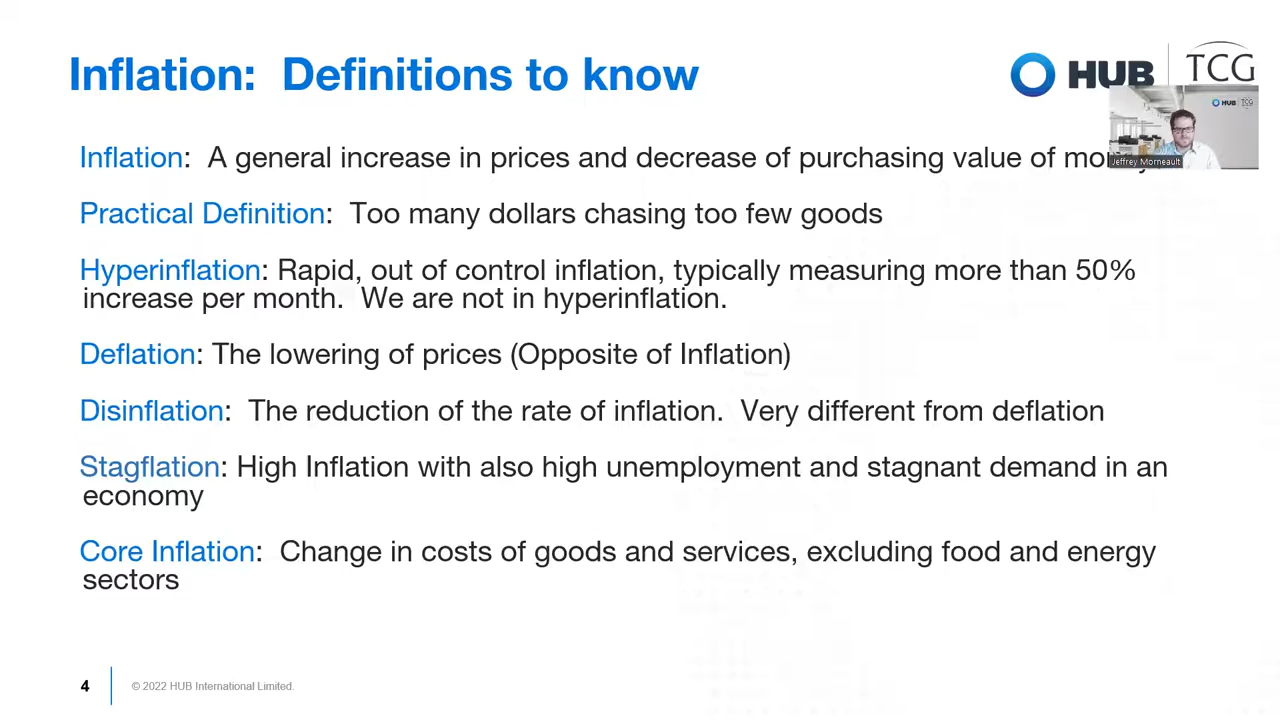 Inflation:  Definitions to know
HUB TCG
HUB TCG
Jeffrey Morneault
Inflation:  A general increase in prices and decrease of purchasing value of
Practical Definition:  Too many dollars chasing too few goods
Hyperinflation: Rapid, out of control inflation, typically measuring more than 50%
increase per month.  We are not in hyperinflation.
Deflation: The lowering of prices (Opposite of Inflation)
Disinflation:  The reduction of the rate of inflation.  Very different from deflation
Stagflation: High Inflation with also high unemployment and stagnant demand in an
economy
Core Inflation:  Change in costs of goods and services, excluding food and energy
sectors
4 © 2022 HUB International Limited.